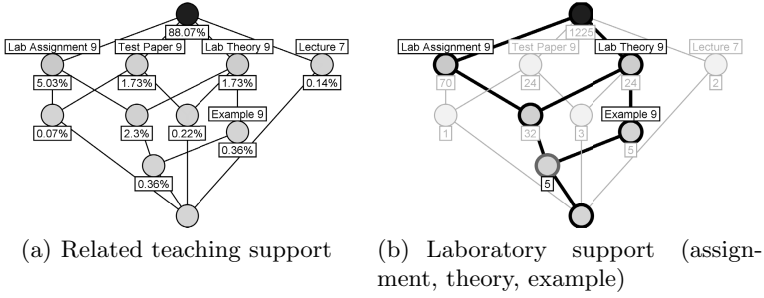 88.07%
Lab Assignment 9 Test Paper 9 Lab Theory 9 Lecture 7
5.03% 1.73% 1.73% 0.14%
Example 9
0.07% 2.3% 0.22%
0.36%
0.36%
(a) Related teaching support
1225
Lab Assignment 9 Test Paper 9 Lab Theory 9 Lecture 7
70 24 24 2
Example 9
1 32 3
5
5
(b) Laboratory support (assign-
ment, theory, example)